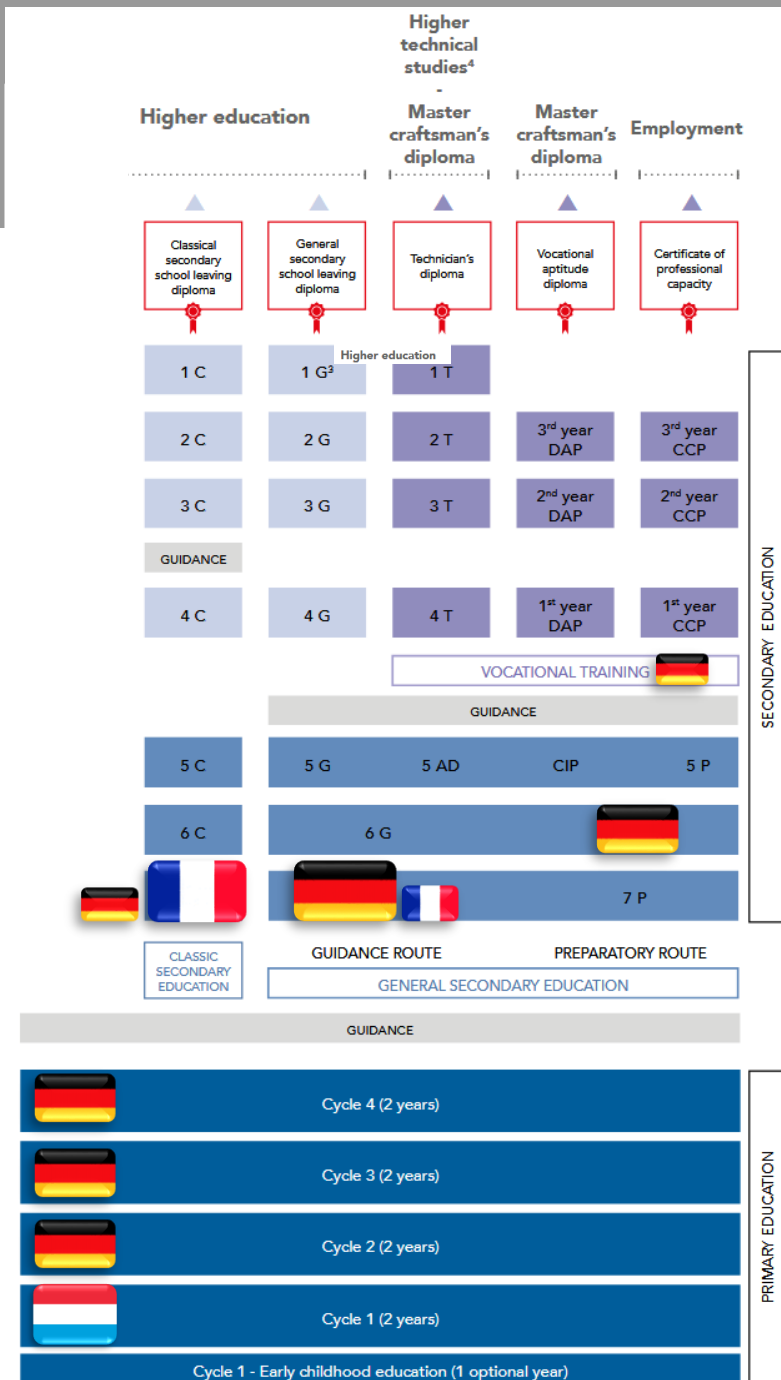 Higher
technical
studies⁴
-
Higher education
Master
craftsman's
diploma
Master
craftsman's
diploma
Employment
Classical
secondary
school leaving
diploma
General
secondary
school leaving
diploma
Technician's
diploma
Vocational
aptitude
diploma
Certificate of
professional
capacity
Higher education
1 C
1 G³
1 T
2 C
2 G
2 T
3rd year
DAP
3rd year
CCP
3 C
3 G
3 T
2nd year
DAP
2nd year
CCP
GUIDANCE
4 C
4 G
4 T
1st year
DAP
1st year
CCP
VOCATIONAL TRAINING
GUIDANCE
5 C
5 G
5 AD
CIP
5 P
6 C
6 G
7 P
SECONDARY EDUCATION
CLASSIC
SECONDARY
EDUCATION
GUIDANCE ROUTE
PREPARATORY ROUTE
GENERAL SECONDARY EDUCATION
GUIDANCE
Cycle 4 (2 years)
Cycle 3 (2 years)
Cycle 2 (2 years)
Cycle 1 (2 years)
Cycle 1 - Early childhood education (1 optional year)
PRIMARY EDUCATION